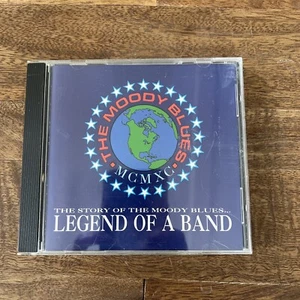 THE MOODY BLUES
MCMXC
THE STORY OF THE MOODY BLUES...
LEGEND OF A BAND